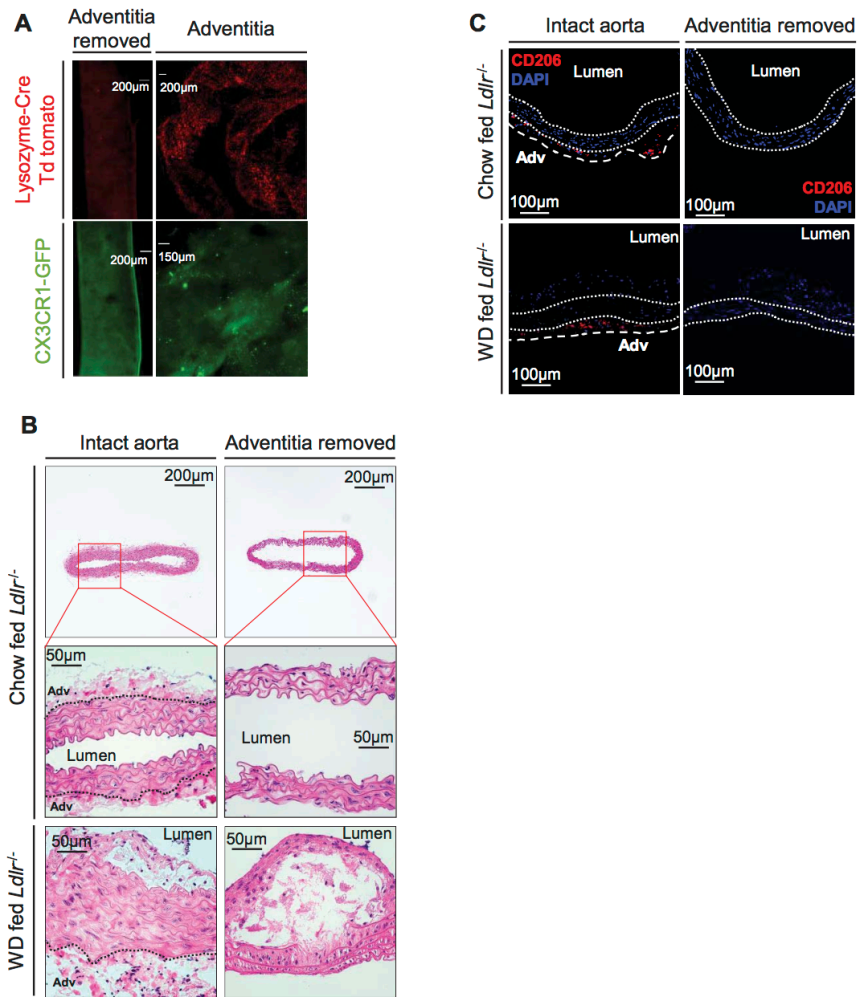 A
Adventitia
removed
Adventitia
Lysozyme-Cre
Td tomato
200µm
200µm
CX3CR1-GFP
200µm
150µm
B
Intact aorta
Adventitia removed
Chow fed Ldlr-/-
200µm
200µm
50µm
Adv
Lumen
Adv
Lumen
50µm
WD fed Ldlr-/-
50µm
Lumen
Adv
50µm
Lumen
C
Intact aorta
Adventitia removed
Chow fed Ldlr-/-
CD206
DAPI
Lumen
Adv
100µm
Lumen
CD206
DAPI
100µm
WD fed Ldlr-/-
Lumen
Adv
100µm
Lumen
100µm